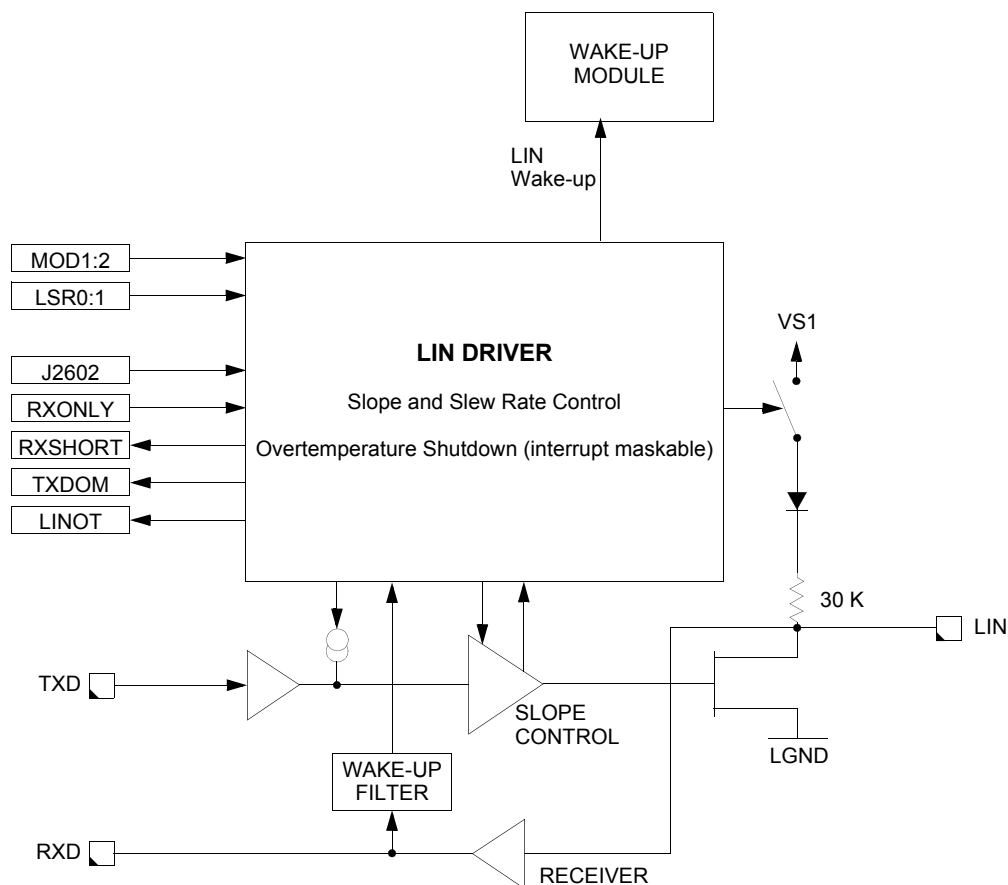 WAKE-UP
MODULE
LIN
Wake-up
MOD1:2
LSR0:1
VS1
LIN DRIVER
J2602
Slope and Slew Rate Control
RXONLY
RXSHORT
Overtemperature Shutdown (interrupt maskable)
TXDOM
LINOT
30 K
LIN
TXD
SLOPE
CONTROL
LGND
WAKE-UP
FILTER
RXD
RECEIVER